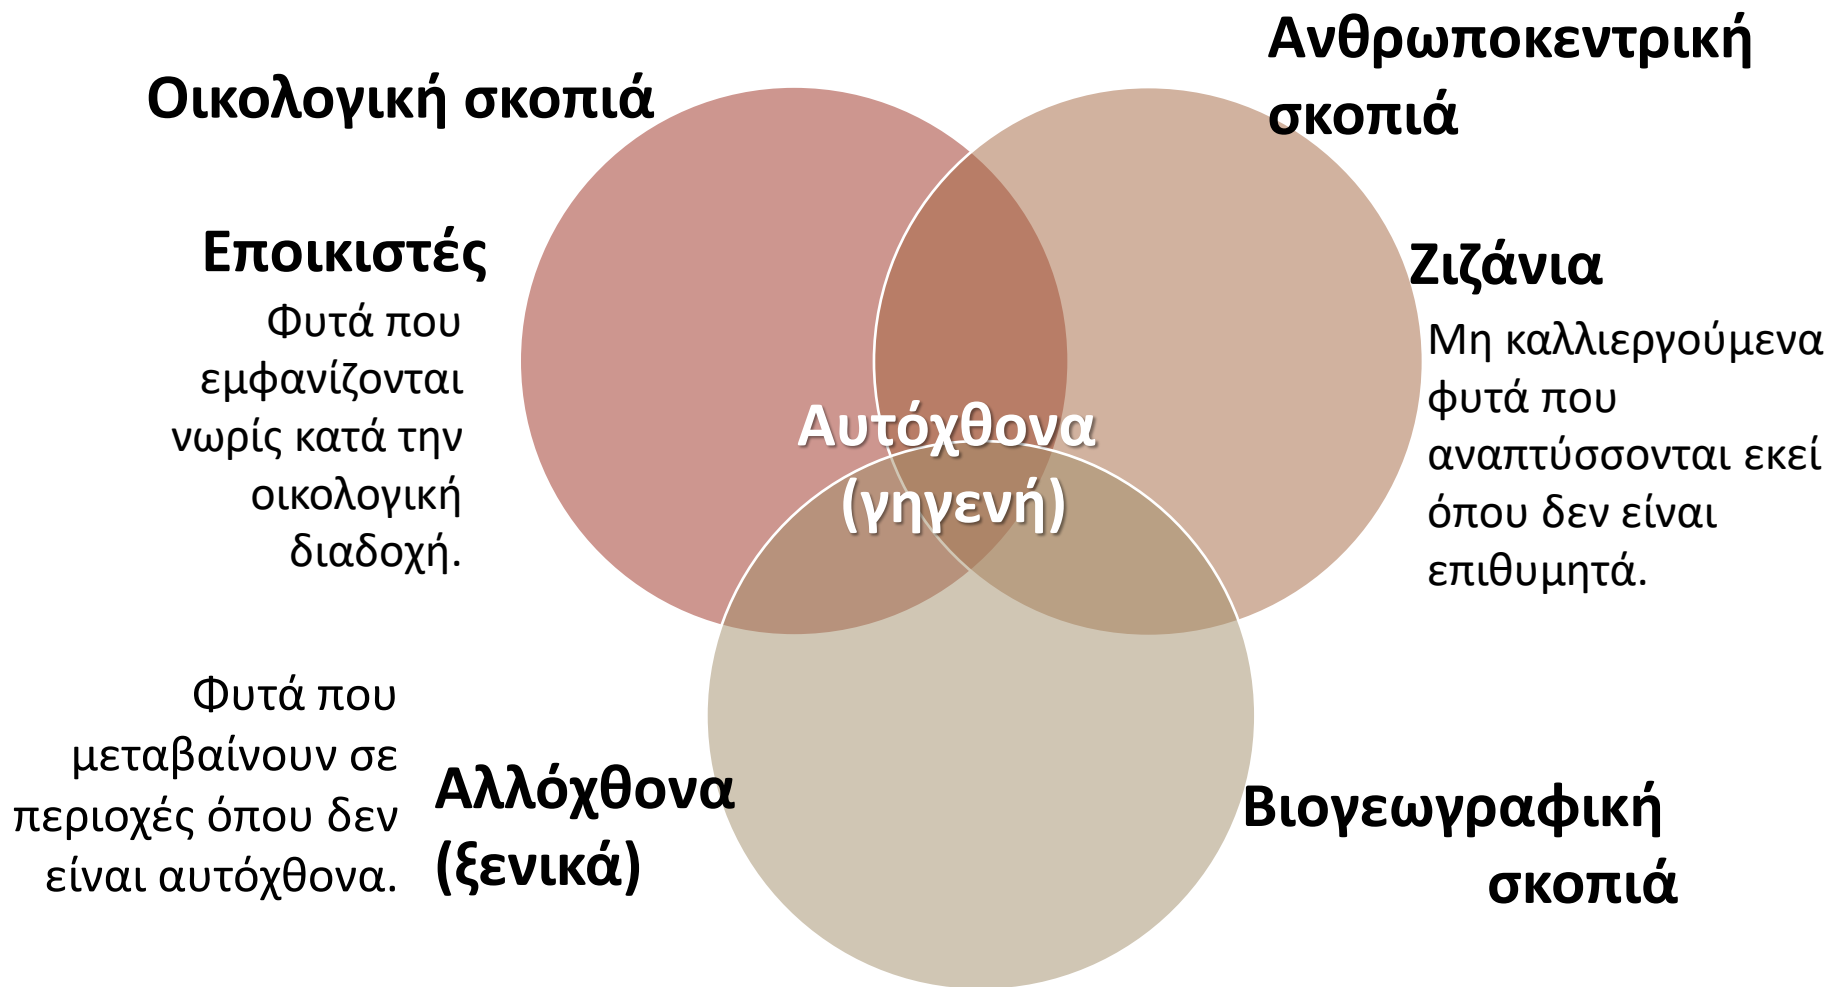 Οικολογική σκοπιά
Εποικιστές
Φυτά που
εμφανίζονται
νωρίς κατά την
οικολογική
διαδοχή.
Ανθρωποκεντρική
σκοπιά
Ζιζάνια
Μη καλλιεργούμενα
φυτά που
αναπτύσσονται εκεί
όπου δεν είναι
επιθυμητά.
Αυτόχθονα
(γηγενή)
Φυτά που
μεταβαίνουν σε
περιοχές όπου δεν
είναι αυτόχθονα.
Αλλόχθονα
(ξενικά)
Βιογεωγραφική
σκοπιά